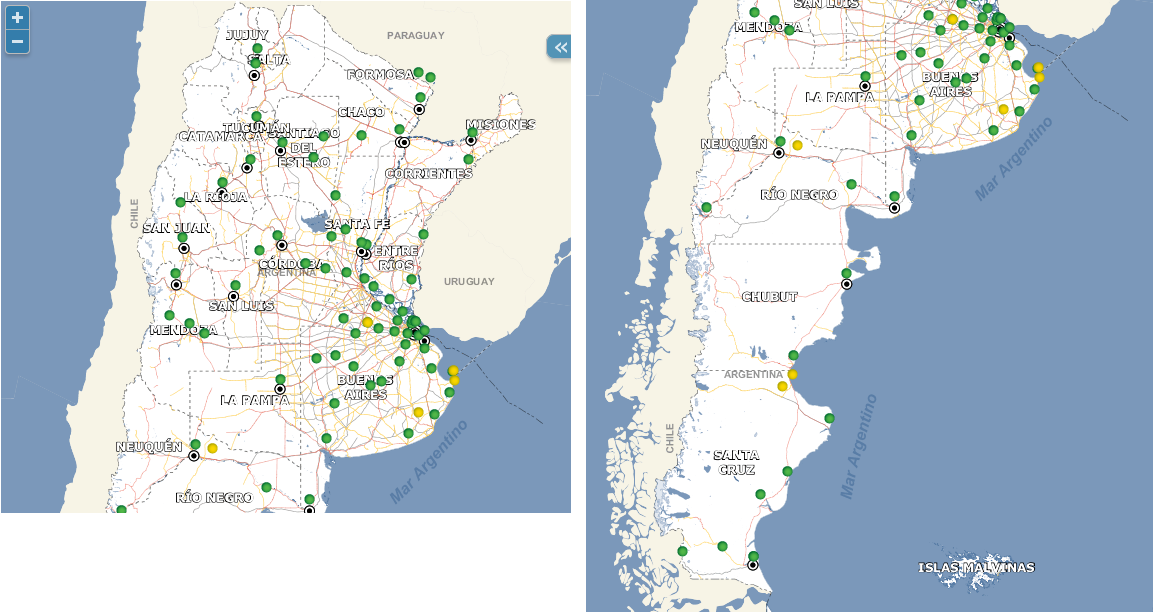 +
−
«
JUJUY
PARAGUAY
SALTA
FORMOSA
CHACO
MISIONES
TUCUMÁN
CATAMARCA
SANTIAGO
DEL
ESTERO
CORRIENTES
LA RIOJA
CHILE
SAN JUAN
SANTA FE
ENTRE
RÍOS
CÓRDOBA
ARGENTINA
URUGUAY
SAN LUIS
MENDOZA
BUENOS
AIRES
LA PAMPA
NEUQUÉN
Mar Argentino
RÍO NEGRO
SAN LUIS
MENDOZA
BUENOS
AIRES
LA PAMPA
NEUQUÉN
Mar Argentino
RÍO NEGRO
CHUBUT
ARGENTINA
CHILE
Mar Argentino
SANTA
CRUZ
ISLAS MALVINAS